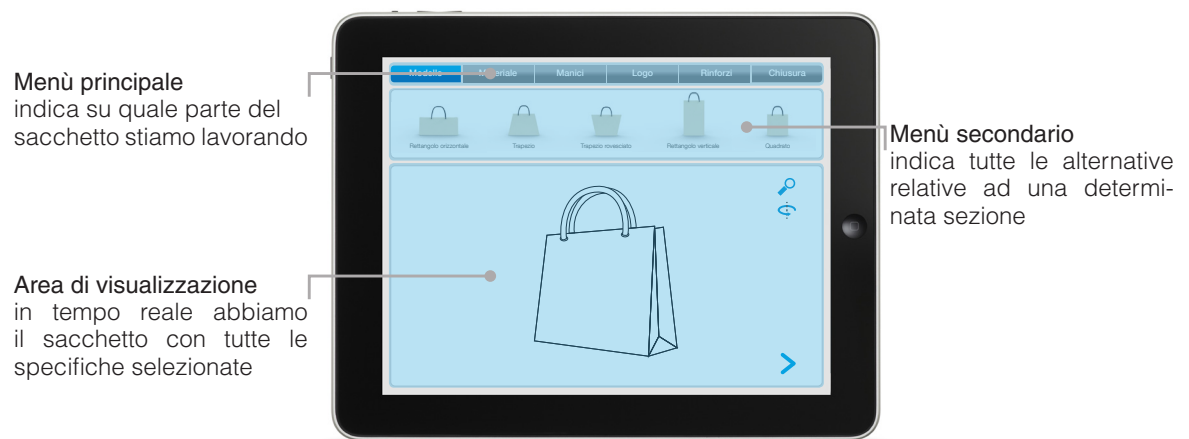 Menù principale
indica su quale parte del
sacchetto stiamo lavorando
Area di visualizzazione
in tempo reale abbiamo
il sacchetto con tutte le
specifiche selezionate
Modello Materiale Manici Logo Rinforzi Chiusura
Rettangolo orizzontale Trapezio Trapezio rovesciato Rettangolo verticale Quadrato
Menù secondario
indica tutte le alternative
relative ad una determi-
nata sezione